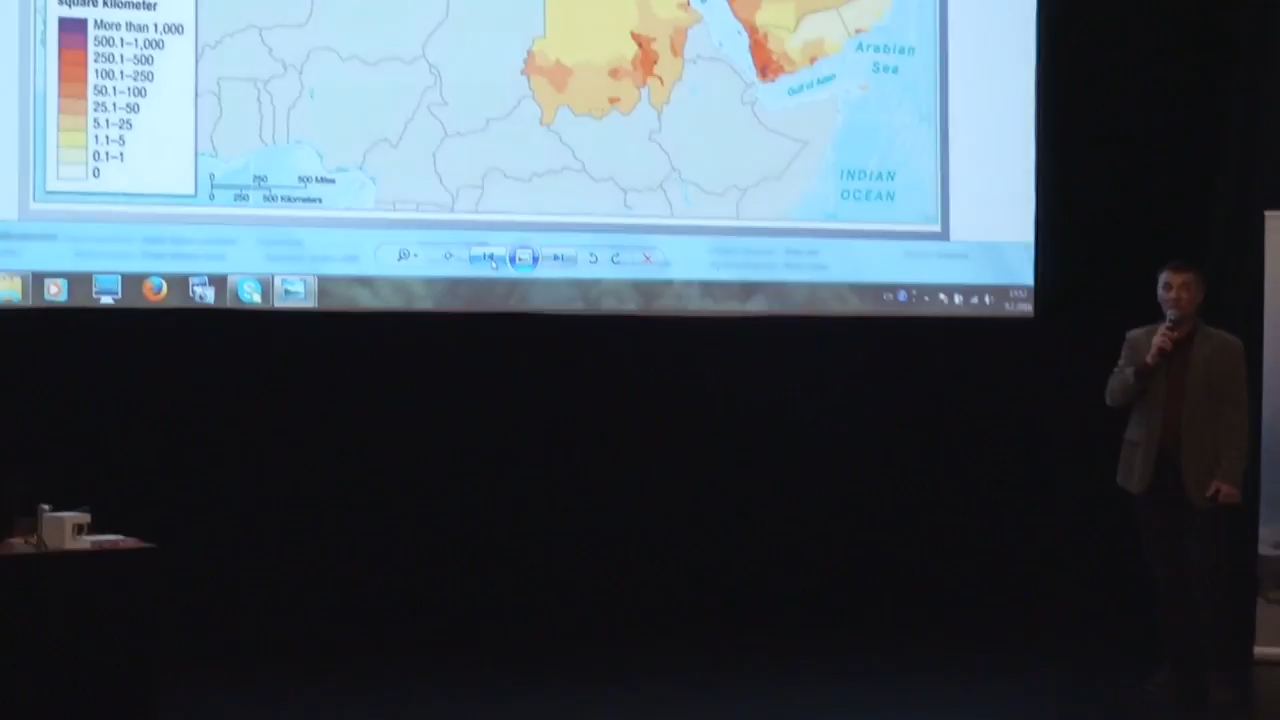 square kilometer
More than 1,000
500.1–1,000
250.1–500
100.1–250
50.1–100
25.1–50
5.1–25
1.1–5
0.1–1
0
0 250 500 Miles
0 250 500 Kilometers
Arabian
Sea
Gulf of Aden
INDIAN
OCEAN